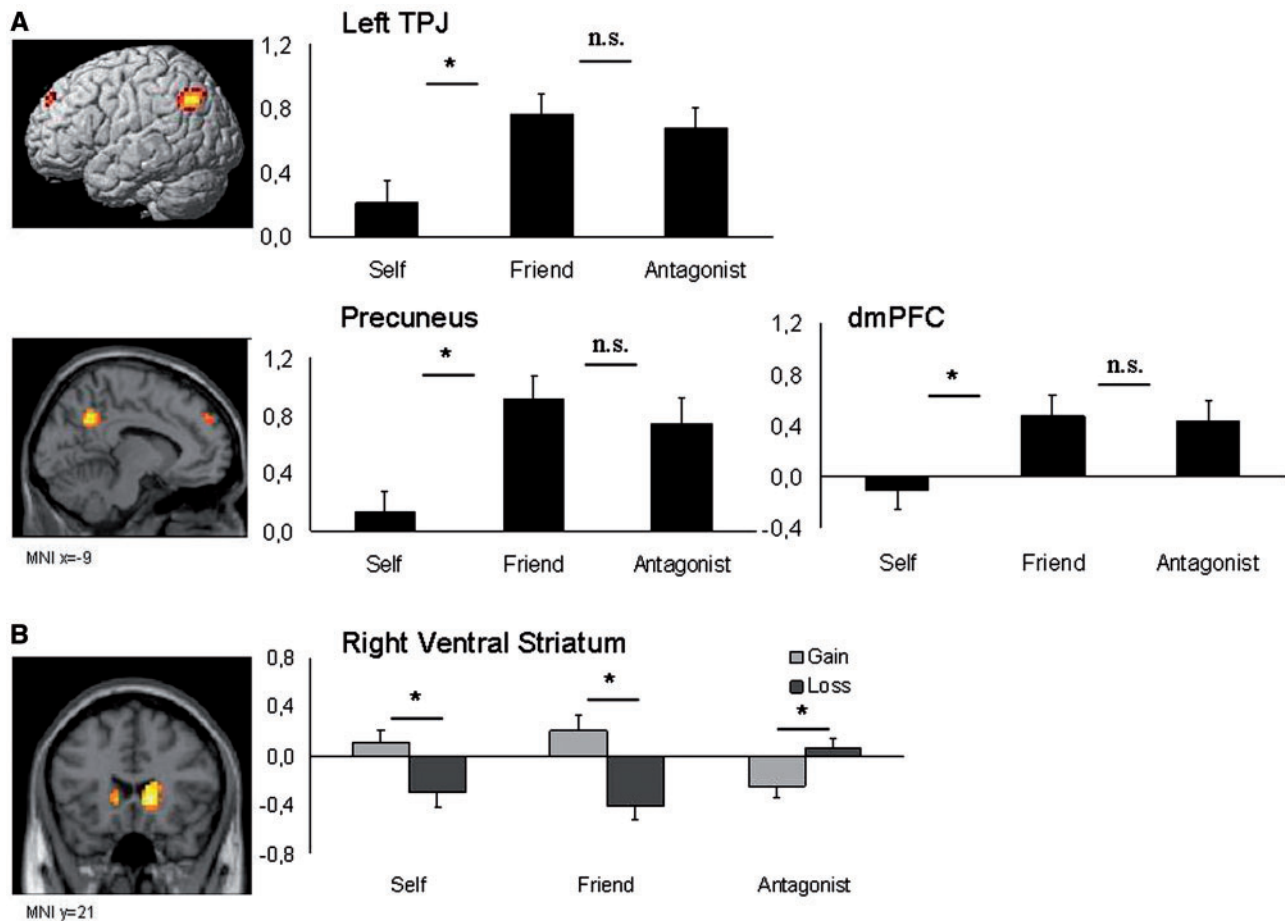 A
Left TPJ
1,2
0,8
0,4
0,0
*
n.s.
Self Friend Antagonist
Precuneus
1,2
0,8
0,4
0,0
*
n.s.
Self Friend Antagonist
MNI x=-9
dmPFC
1,2
0,8
0,4
0,0
-0,4
*
n.s.
Self Friend Antagonist
B
Right Ventral Striatum
0,8
0,4
0,0
-0,4
-0,8
Gain
Loss
*
*
*
Self Friend Antagonist
MNI y=21